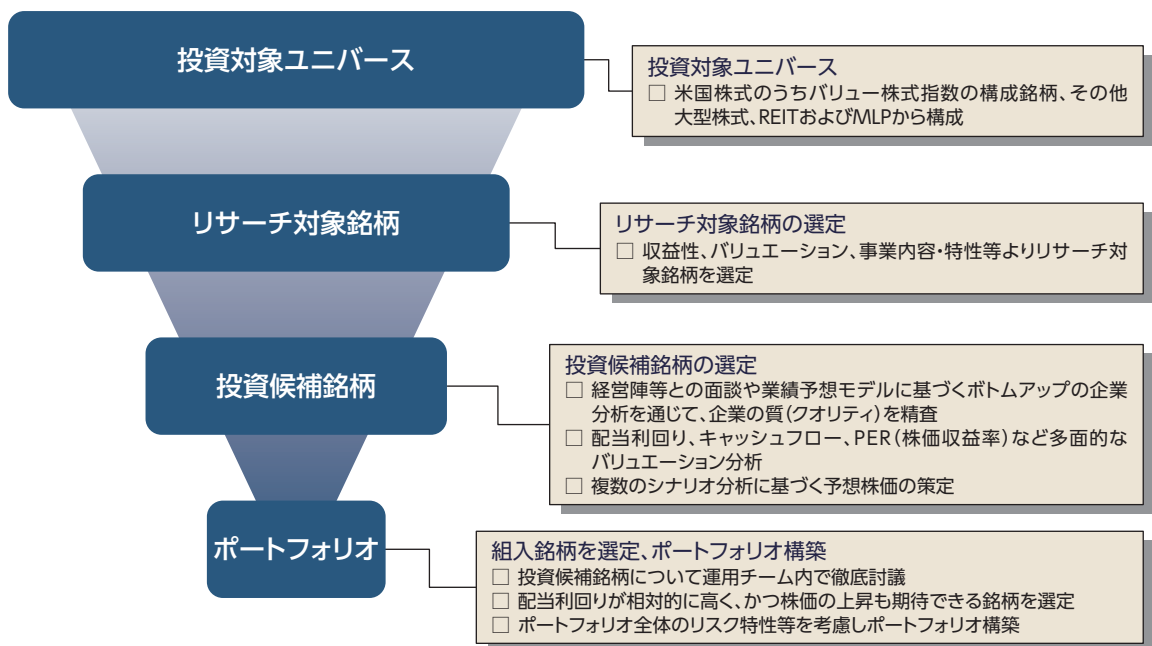 投資対象ユニバース
投資対象ユニバース
□ 米国株式のうちバリュー株式指数の構成銘柄、その他
大型株式、REITおよびMLPから構成
リサーチ対象銘柄
リサーチ対象銘柄の選定
□ 収益性、バリュエーション、事業内容・特性等よりリサーチ対
象銘柄を選定
投資候補銘柄
投資候補銘柄の選定
□ 経営陣等との面談や業績予想モデルに基づくボトムアップの企業
分析を通じて、企業の質(クオリティ)を精査
□ 配当利回り、キャッシュフロー、PER(株価収益率)など多面的な
バリュエーション分析
□ 複数のシナリオ分析に基づく予想株価の策定
ポートフォリオ
組入銘柄を選定、ポートフォリオ構築
□ 投資候補銘柄について運用チーム内で徹底討議
□ 配当利回りが相対的に高く、かつ株価の上昇も期待できる銘柄を選定
□ ポートフォリオ全体のリスク特性等を考慮しポートフォリオ構築